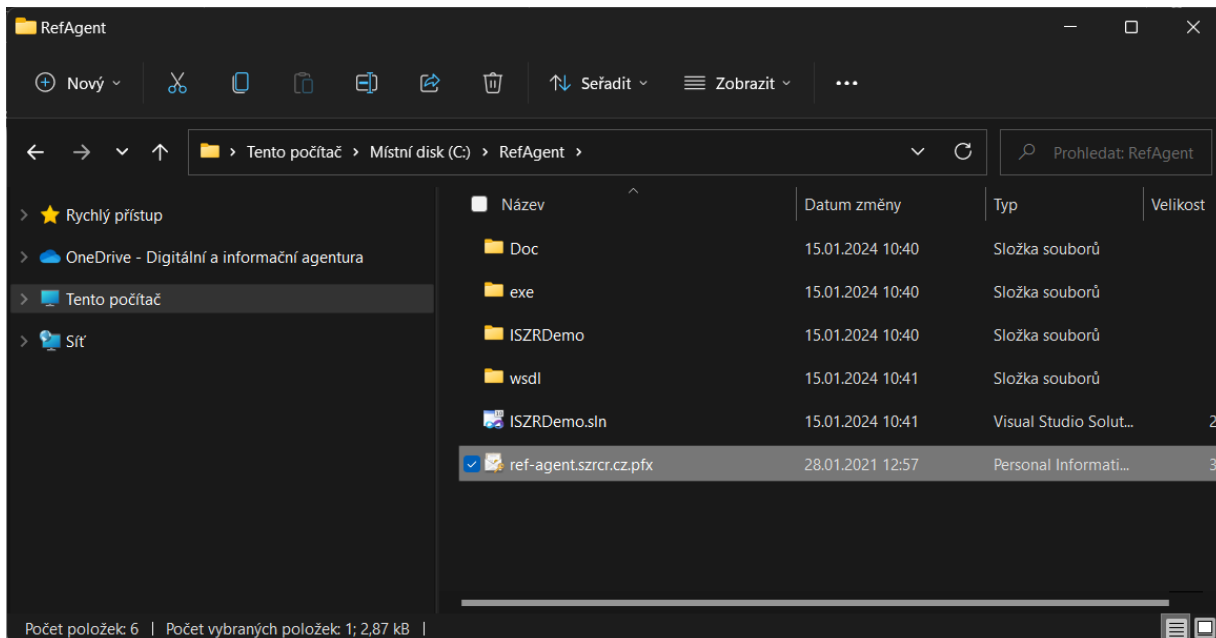 RefAgent
Nový Seřadit Zobrazit
Tento počítač Místní disk (C:) RefAgent Prohledat: RefAgent
Název Datum změny Typ Velikost
Rychlý přístup
OneDrive - Digitální a informační agentura
Tento počítač
Síť
Doc 15.01.2024 10:40 Složka souborů
exe 15.01.2024 10:40 Složka souborů
ISZRDemo 15.01.2024 10:40 Složka souborů
wsdl 15.01.2024 10:41 Složka souborů
ISZRDemo.sln 15.01.2024 10:41 Visual Studio Solut... 2
ref-agent.szrcr.cz.pfx 28.01.2021 12:57 Personal Informati... 3
Počet položek: 6 | Počet vybraných položek: 1; 2,87 kB |